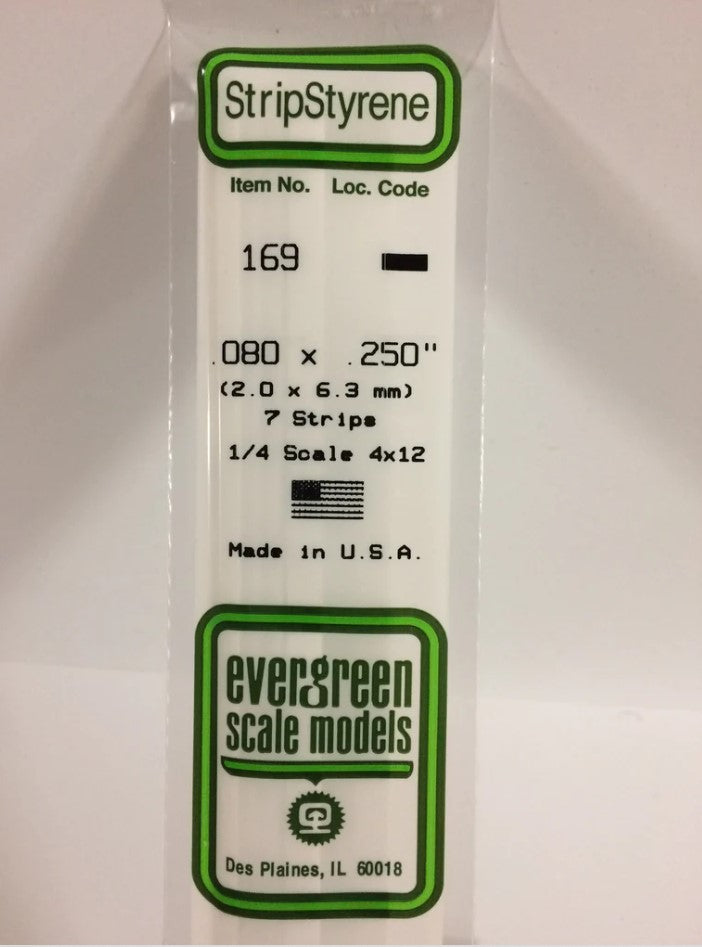 StripStyrene
Item No. Loc. Code
169
.080 x .250"
(2.0 x 6.3 mm)
7 Strips
1/4 Scale 4x12
Made in U.S.A.
evergreen
scale models
Des Plaines, IL 60018